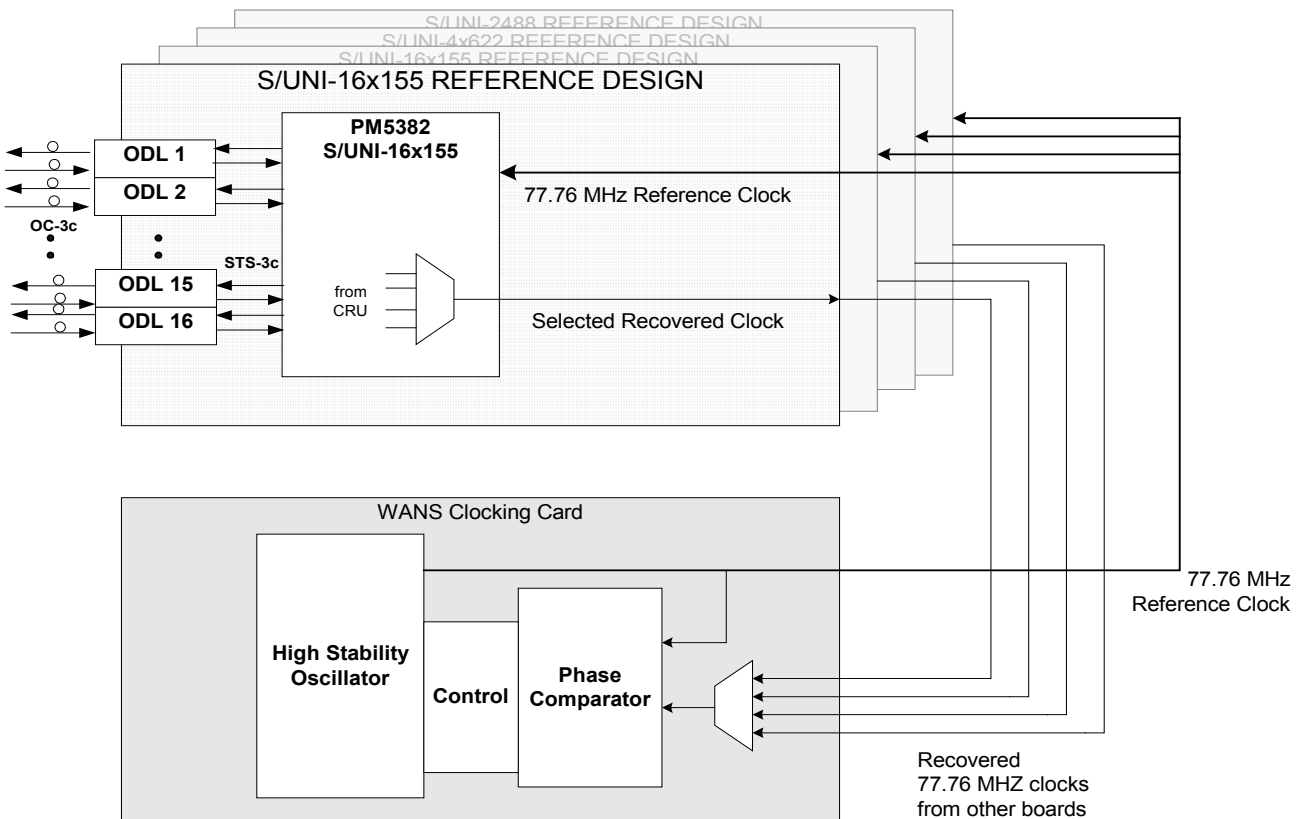 S/UNI-2488 REFERENCE DESIGN
S/UNI-4x622 REFERENCE DESIGN
S/UNI-16x155 REFERENCE DESIGN
S/UNI-16x155 REFERENCE DESIGN
PM5382
S/UNI-16x155
ODL 1
ODL 2
OC-3c
ODL 15
ODL 16
STS-3c
77.76 MHz Reference Clock
from
CRU
Selected Recovered Clock
WANS Clocking Card
High Stability
Oscillator
Control
Phase
Comparator
77.76 MHz
Reference Clock
Recovered
77.76 MHZ clocks
from other boards